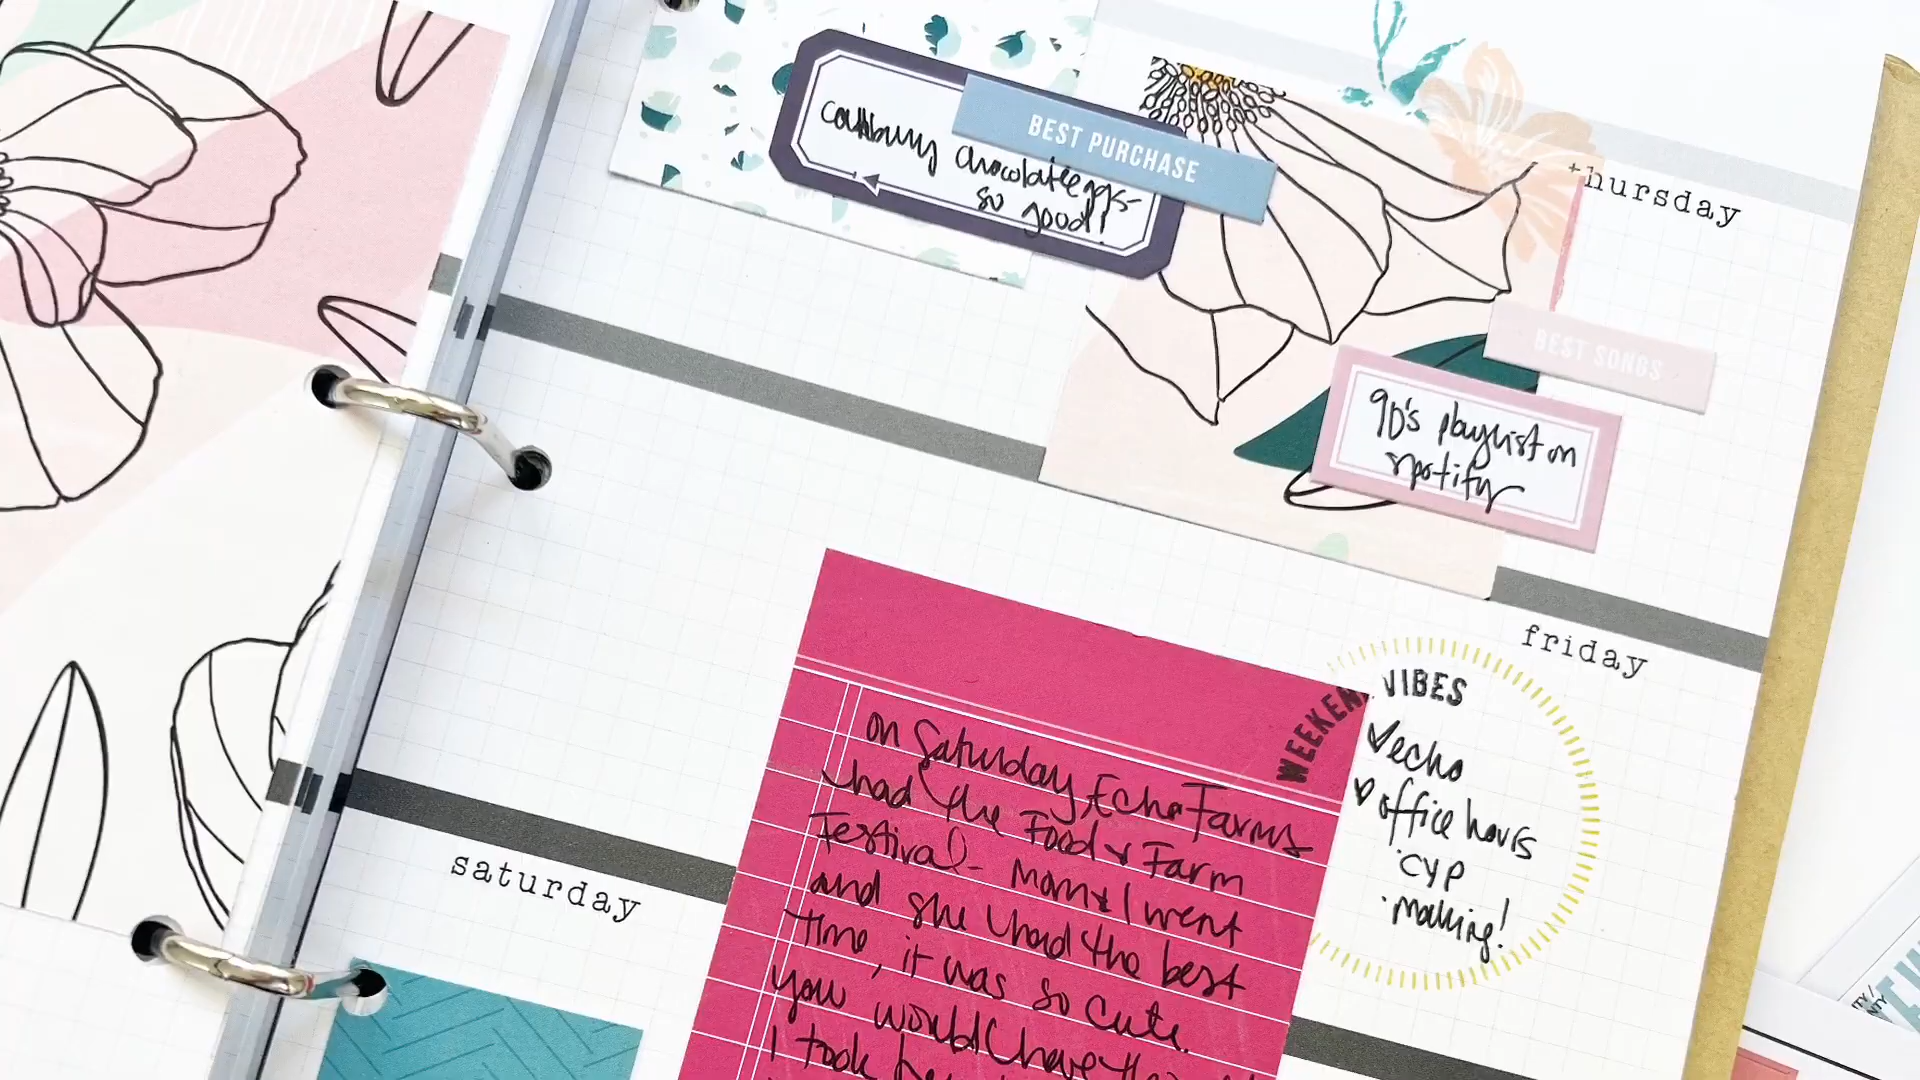 BEST PURCHASE
cadbury chocolate eggs-
so good!
thursday
BEST SONGS
90's playlist on
spotify
friday
WEEKEND VIBES
echo
office hours
cyp
making!
saturday
on Saturday, Echo Farms
had the Food & Farm
Festival- mom & I went
and she had the best
time, it was so cute.
you would have
I took her